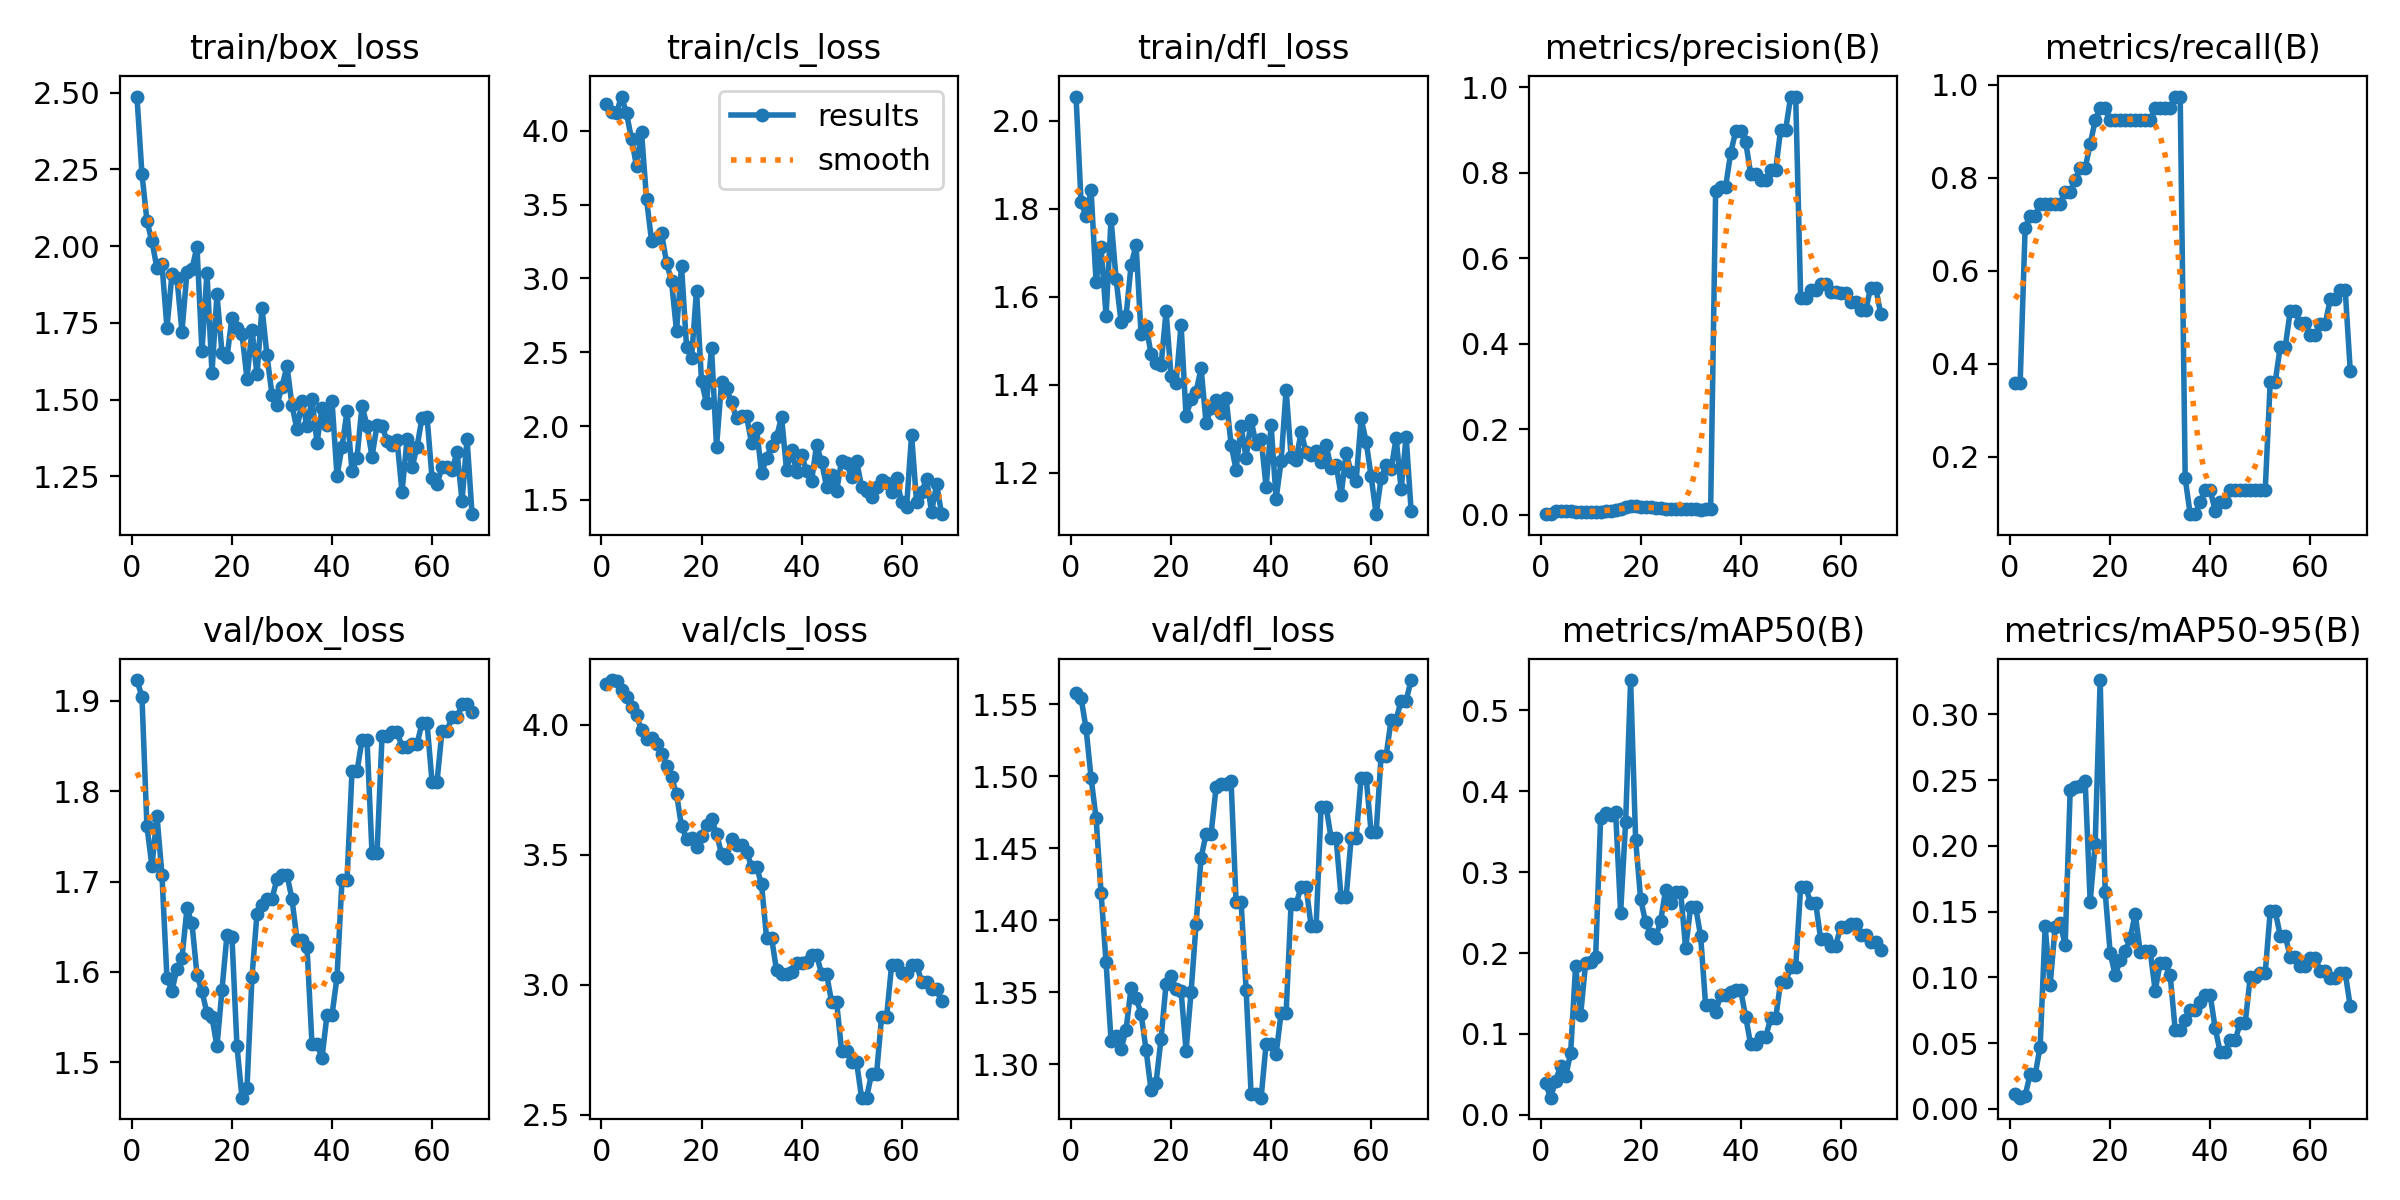 train/box_loss
train/cls_loss
train/dfl_loss
metrics/precision(B)
metrics/recall(B)
2.50
2.25
2.00
1.75
1.50
1.25
0 20 40 60
4.0
3.5
3.0
2.5
2.0
1.5
0 20 40 60
results
smooth
2.0
1.8
1.6
1.4
1.2
0 20 40 60
1.0
0.8
0.6
0.4
0.2
0.0
0 20 40 60
1.0
0.8
0.6
0.4
0.2
0 20 40 60
val/box_loss
val/cls_loss
val/dfl_loss
metrics/mAP50(B)
metrics/mAP50-95(B)
1.9
1.8
1.7
1.6
1.5
0 20 40 60
4.0
3.5
3.0
2.5
0 20 40 60
1.55
1.50
1.45
1.40
1.35
1.30
0 20 40 60
0.5
0.4
0.3
0.2
0.1
0.0
0 20 40 60
0.30
0.25
0.20
0.15
0.10
0.05
0.00
0 20 40 60